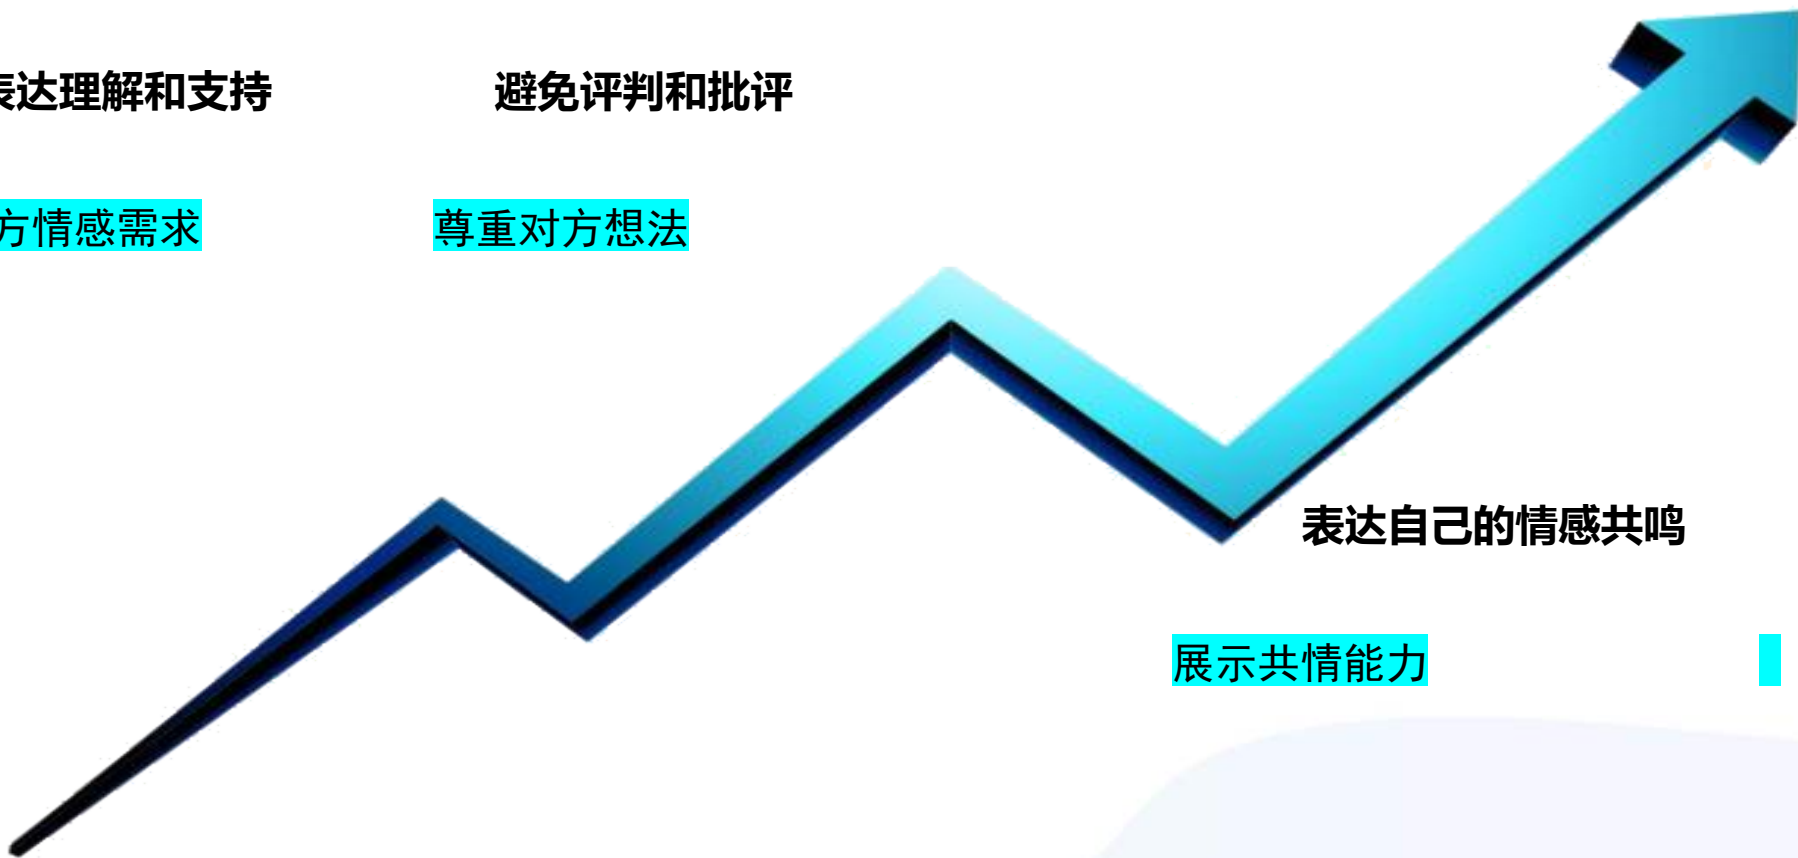 表达理解和支持
避免评判和批评
方情感需求
尊重对方想法
表达自己的情感共鸣
展示共情能力